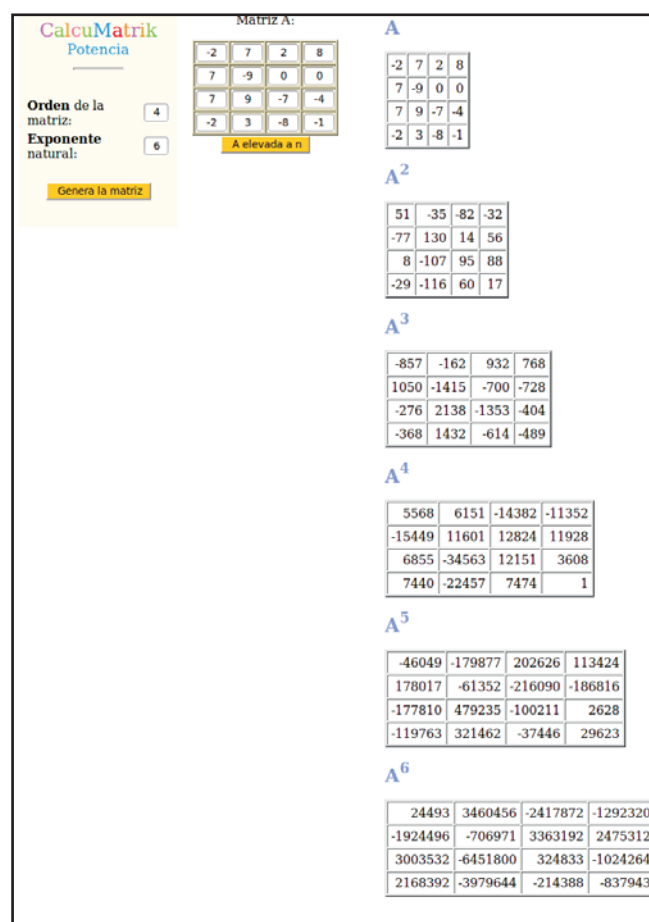 CalcuMatrik
Potencia
Orden de la
matriz:
4
Exponente
natural:
6
Genera la matriz
Matriz A:
-2 7 2 8
7 -9 0 0
7 9 -7 -4
-2 3 -8 -1
A elevada a n
A
-2 7 2 8
7 -9 0 0
7 9 -7 -4
-2 3 -8 -1
A2
51 -35 -82 -32
-77 130 14 56
8 -107 95 88
-29 -116 60 17
A3
-857 -162 932 768
1050 -1415 -700 -728
-276 2138 -1353 -404
-368 1432 -614 -489
A4
5568 6151 -14382 -11352
-15449 11601 12824 11928
6855 -34563 12151 3608
7440 -22457 7474 1
A5
-46049 -179877 202626 113424
178017 -61352 -216090 -186816
-177810 479235 -100211 2628
-119763 321462 -37446 29623
A6
24493 3460456 -2417872 -1292320
-1924496 -706971 3363192 2475312
3003532 -6451800 324833 -1024264
2168392 -3979644 -214388 -837943